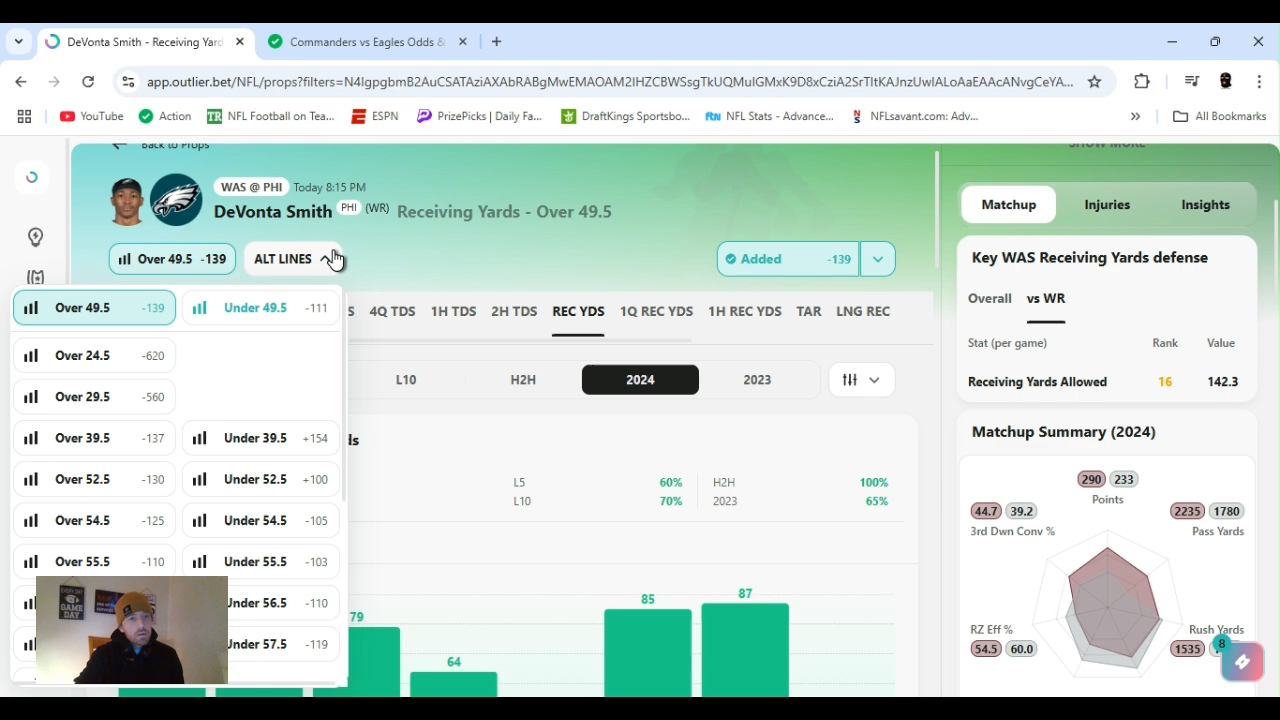 DeVonta Smith - Receiving Yard
Commanders vs Eagles Odds &
app.outlier.bet/NFL/props?filters=
YouTube
Action
TR NFL Football on Tea...
ESPN
PrizePicks | Daily Fa...
DraftKings Sportsbo...
ftn NFL Stats - Advance...
NFLsavant.com: Adv...
All Bookmarks
Back to Props
SHOW MORE
WAS @ PHI Today 8:15 PM
DeVonta Smith PHI (WR) Receiving Yards - Over 49.5
Over 49.5 -139
ALT LINES
Added -139
Over 49.5 -139 Under 49.5 -111
Over 24.5 -620
Over 29.5 -560
Over 39.5 -137 Under 39.5 +154
Over 52.5 -130 Under 52.5 +100
Over 54.5 -125 Under 54.5 -105
Over 55.5 -110 Under 55.5 -103
Under 56.5 -110
Under 57.5 -119
S 4Q TDS 1H TDS 2H TDS REC YDS 1Q REC YDS 1H REC YDS TAR LNG REC
L10 H2H 2024 2023
ds
L5 60% H2H 100%
L10 70% 2023 65%
79
64
85
87
EVERY DAY
GAME
DAY
Matchup Injuries Insights
Key WAS Receiving Yards defense
Overall vs WR
Stat (per game) Rank Value
Receiving Yards Allowed 16 142.3
Matchup Summary (2024)
290 233
Points
44.7 39.2
3rd Dwn Conv %
2235 1780
Pass Yards
RZ Eff %
54.5 60.0
Rush Yards
1535
8